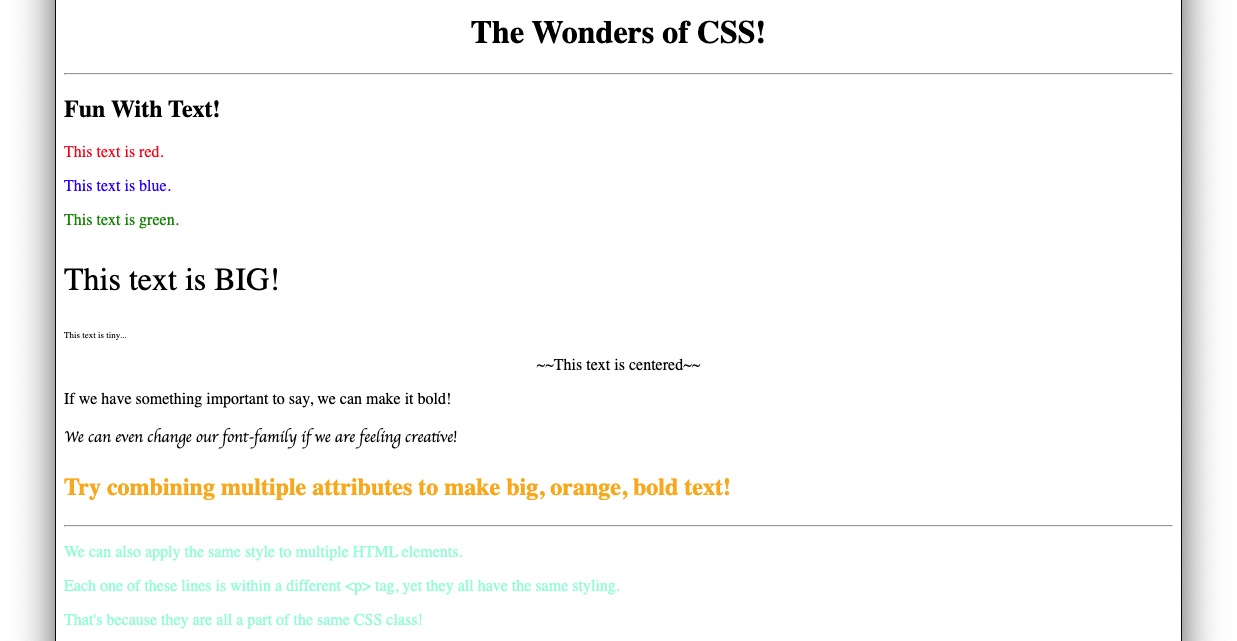 The Wonders of CSS!
Fun With Text!
This text is red.
This text is blue.
This text is green.
This text is BIG!
This text is tiny...
~~This text is centered~~
If we have something important to say, we can make it bold!
We can even change our font-family if we are feeling creative!
Try combining multiple attributes to make big, orange, bold text!
We can also apply the same style to multiple HTML elements.
Each one of these lines is within a different <p> tag, yet they all have the same styling.
That's because they are all a part of the same CSS class!